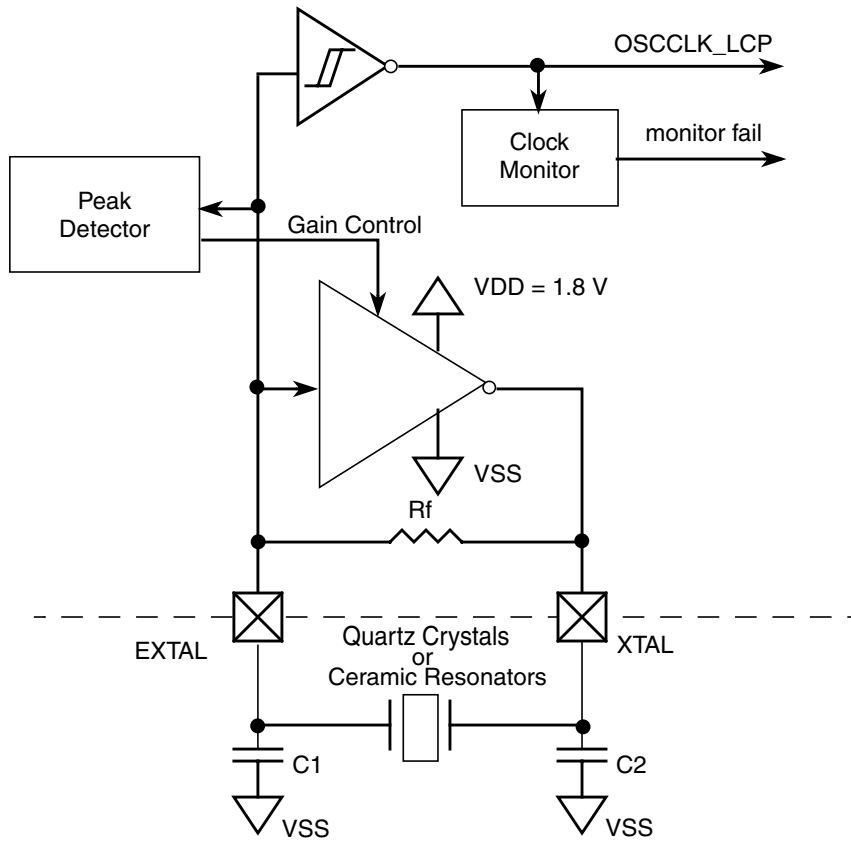 OSCCLK_LCP
Clock
Monitor
monitor fail
Peak
Detector
Gain Control
VDD = 1.8 V
VSS
Rf
EXTAL
Quartz Crystals
or
Ceramic Resonators
XTAL
C1
C2
VSS
VSS